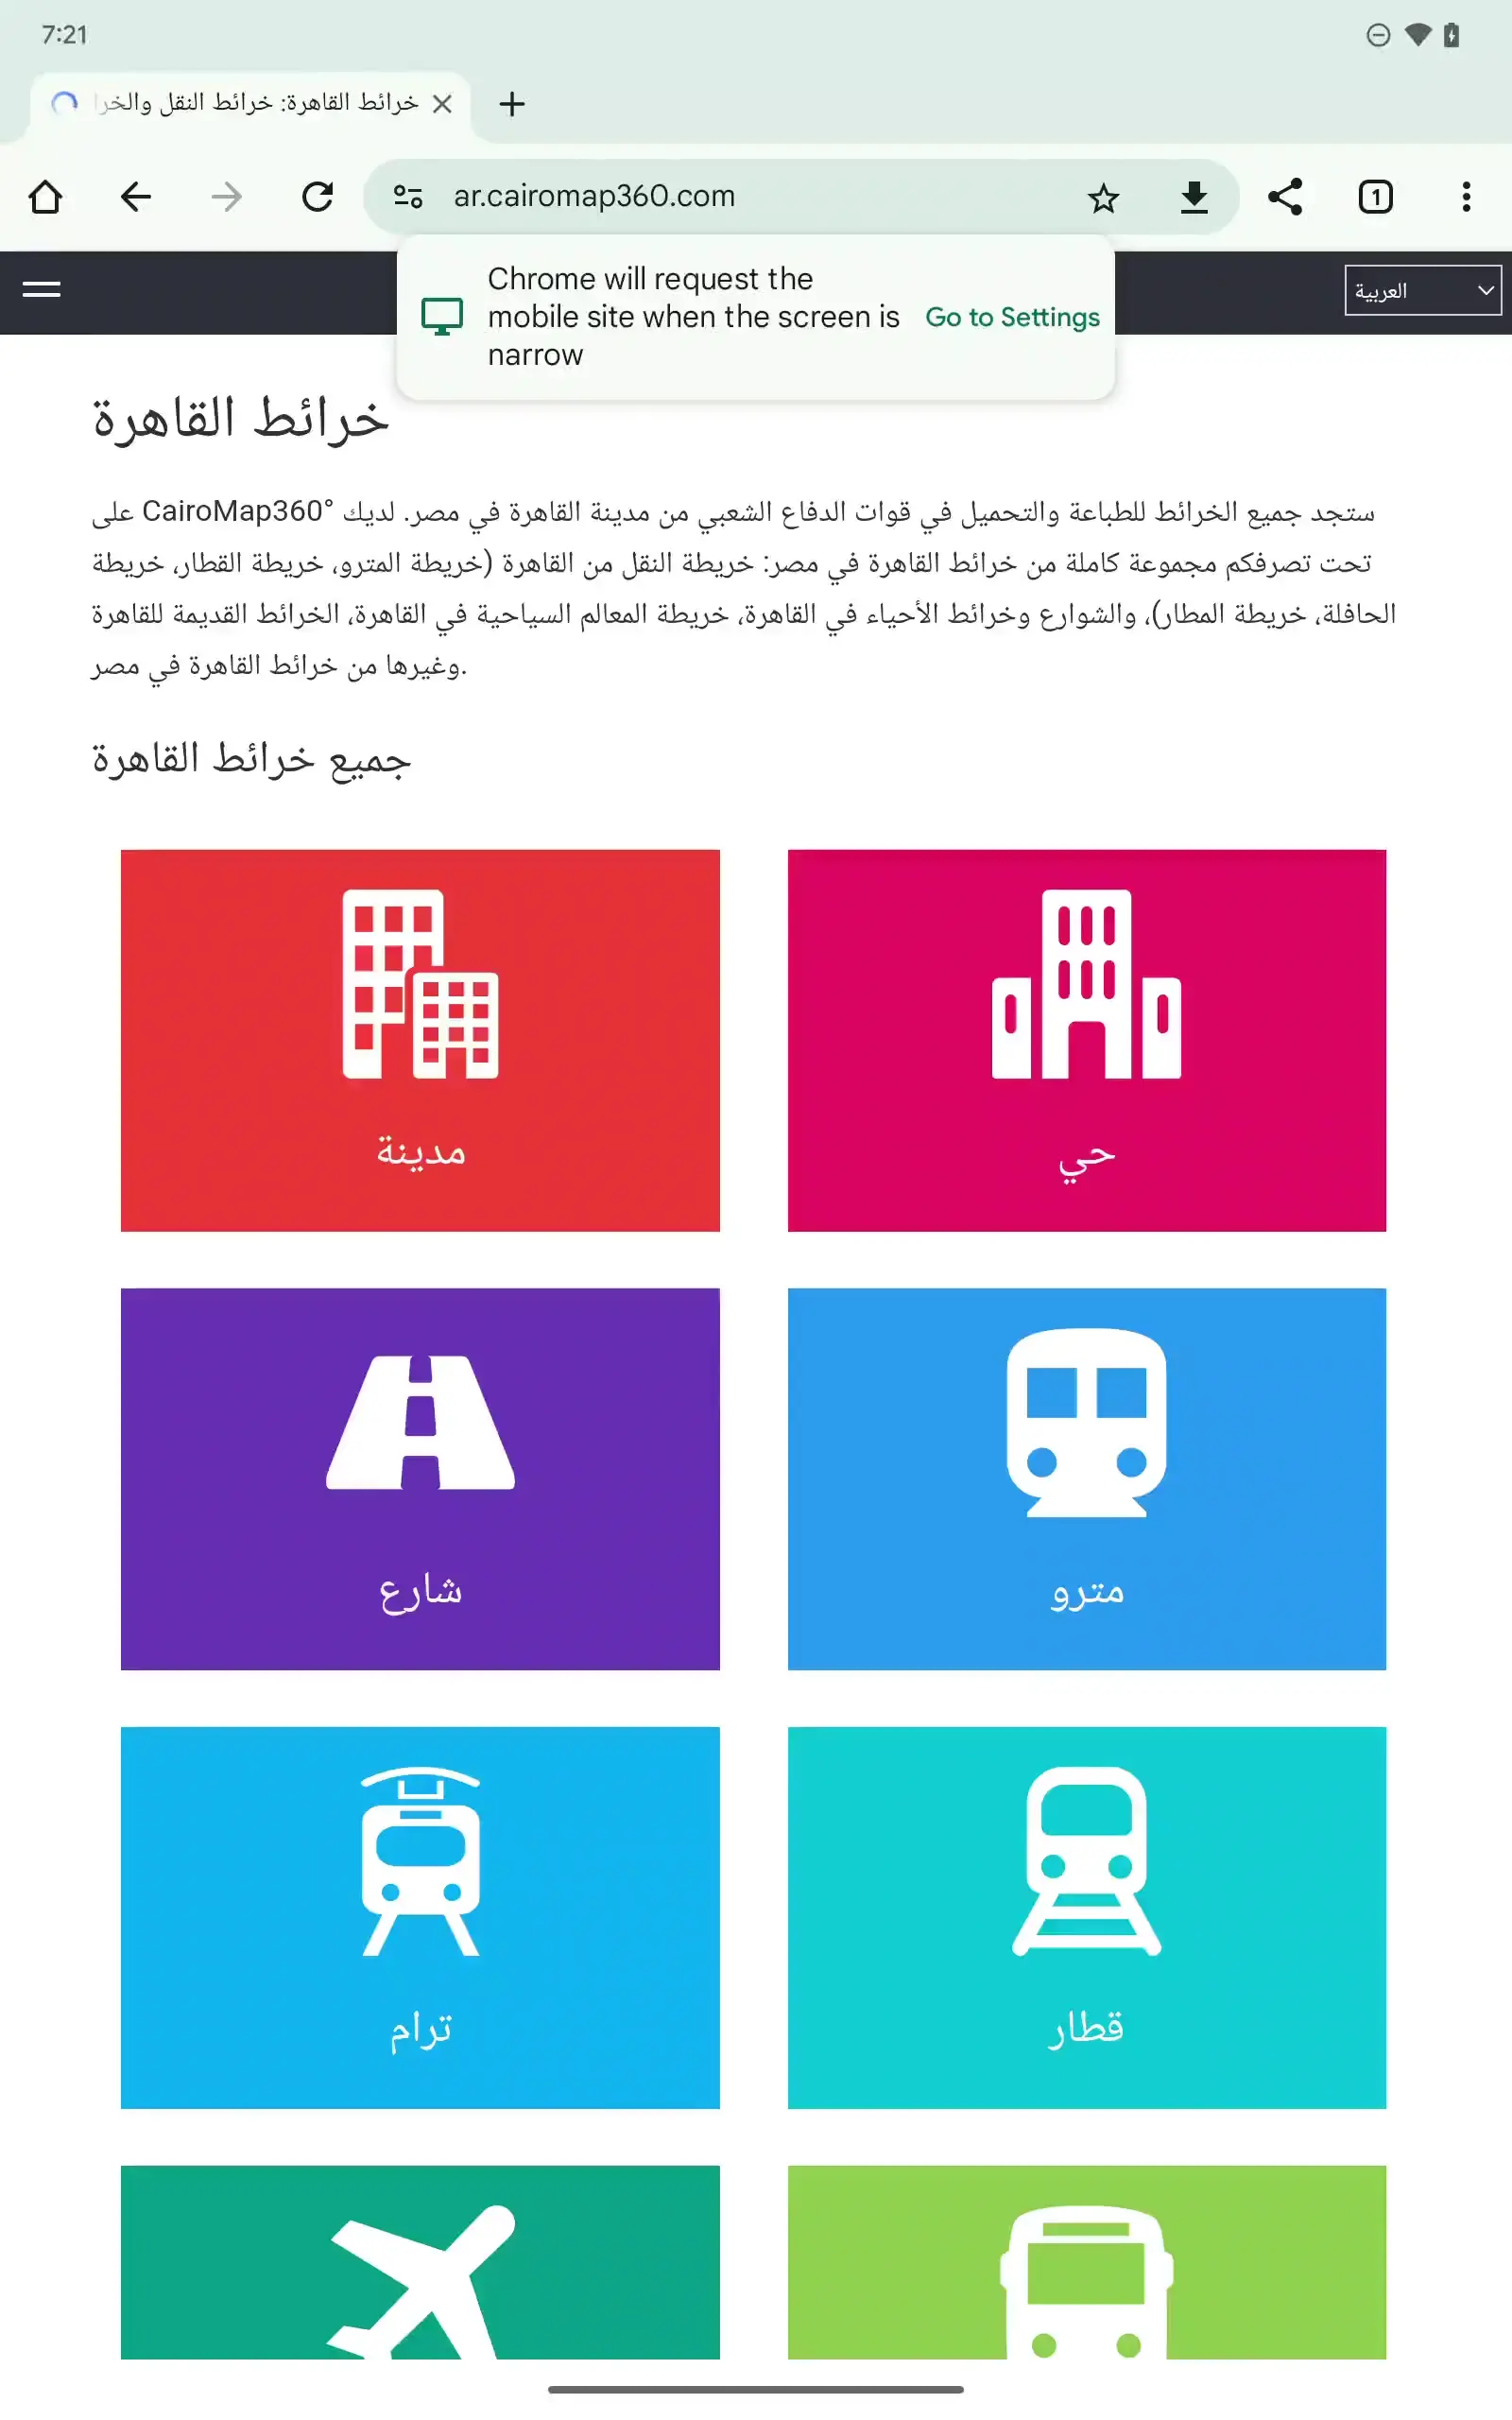 7:21
خرائط القاهرة: خرائط النقل والخرا
ar.cairomap360.com
1
Chrome will request the
mobile site when the screen is
narrow
Go to Settings
العربية
خرائط القاهرة
على CairoMap360° ستجد جميع الخرائط للطباعة والتحميل في قوات الدفاع الشعبي من مدينة القاهرة في مصر. لديك
تحت تصرفكم مجموعة كاملة من خرائط القاهرة في مصر: خريطة النقل من القاهرة (خريطة المترو، خريطة القطار، خريطة
الحافلة، خريطة المطار)، والشوارع وخرائط الأحياء في القاهرة، خريطة المعالم السياحية في القاهرة، الخرائط القديمة للقاهرة
وغيرها من خرائط القاهرة في مصر.
جميع خرائط القاهرة
مدينة
حي
شارع
مترو
ترام
قطار